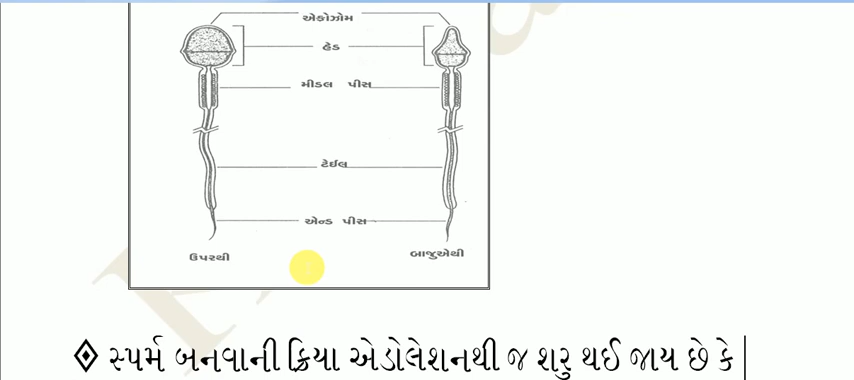 એક્રોઝોમ
હેડ
મીડલ પીસ
ટેઈલ
એન્ડ પીસ
ઉપરથી
બાજુએથી
સ્પર્મ બનવાની ક્રિયા એડોલેશનથી જ શરુ થઈ જાય છે કે